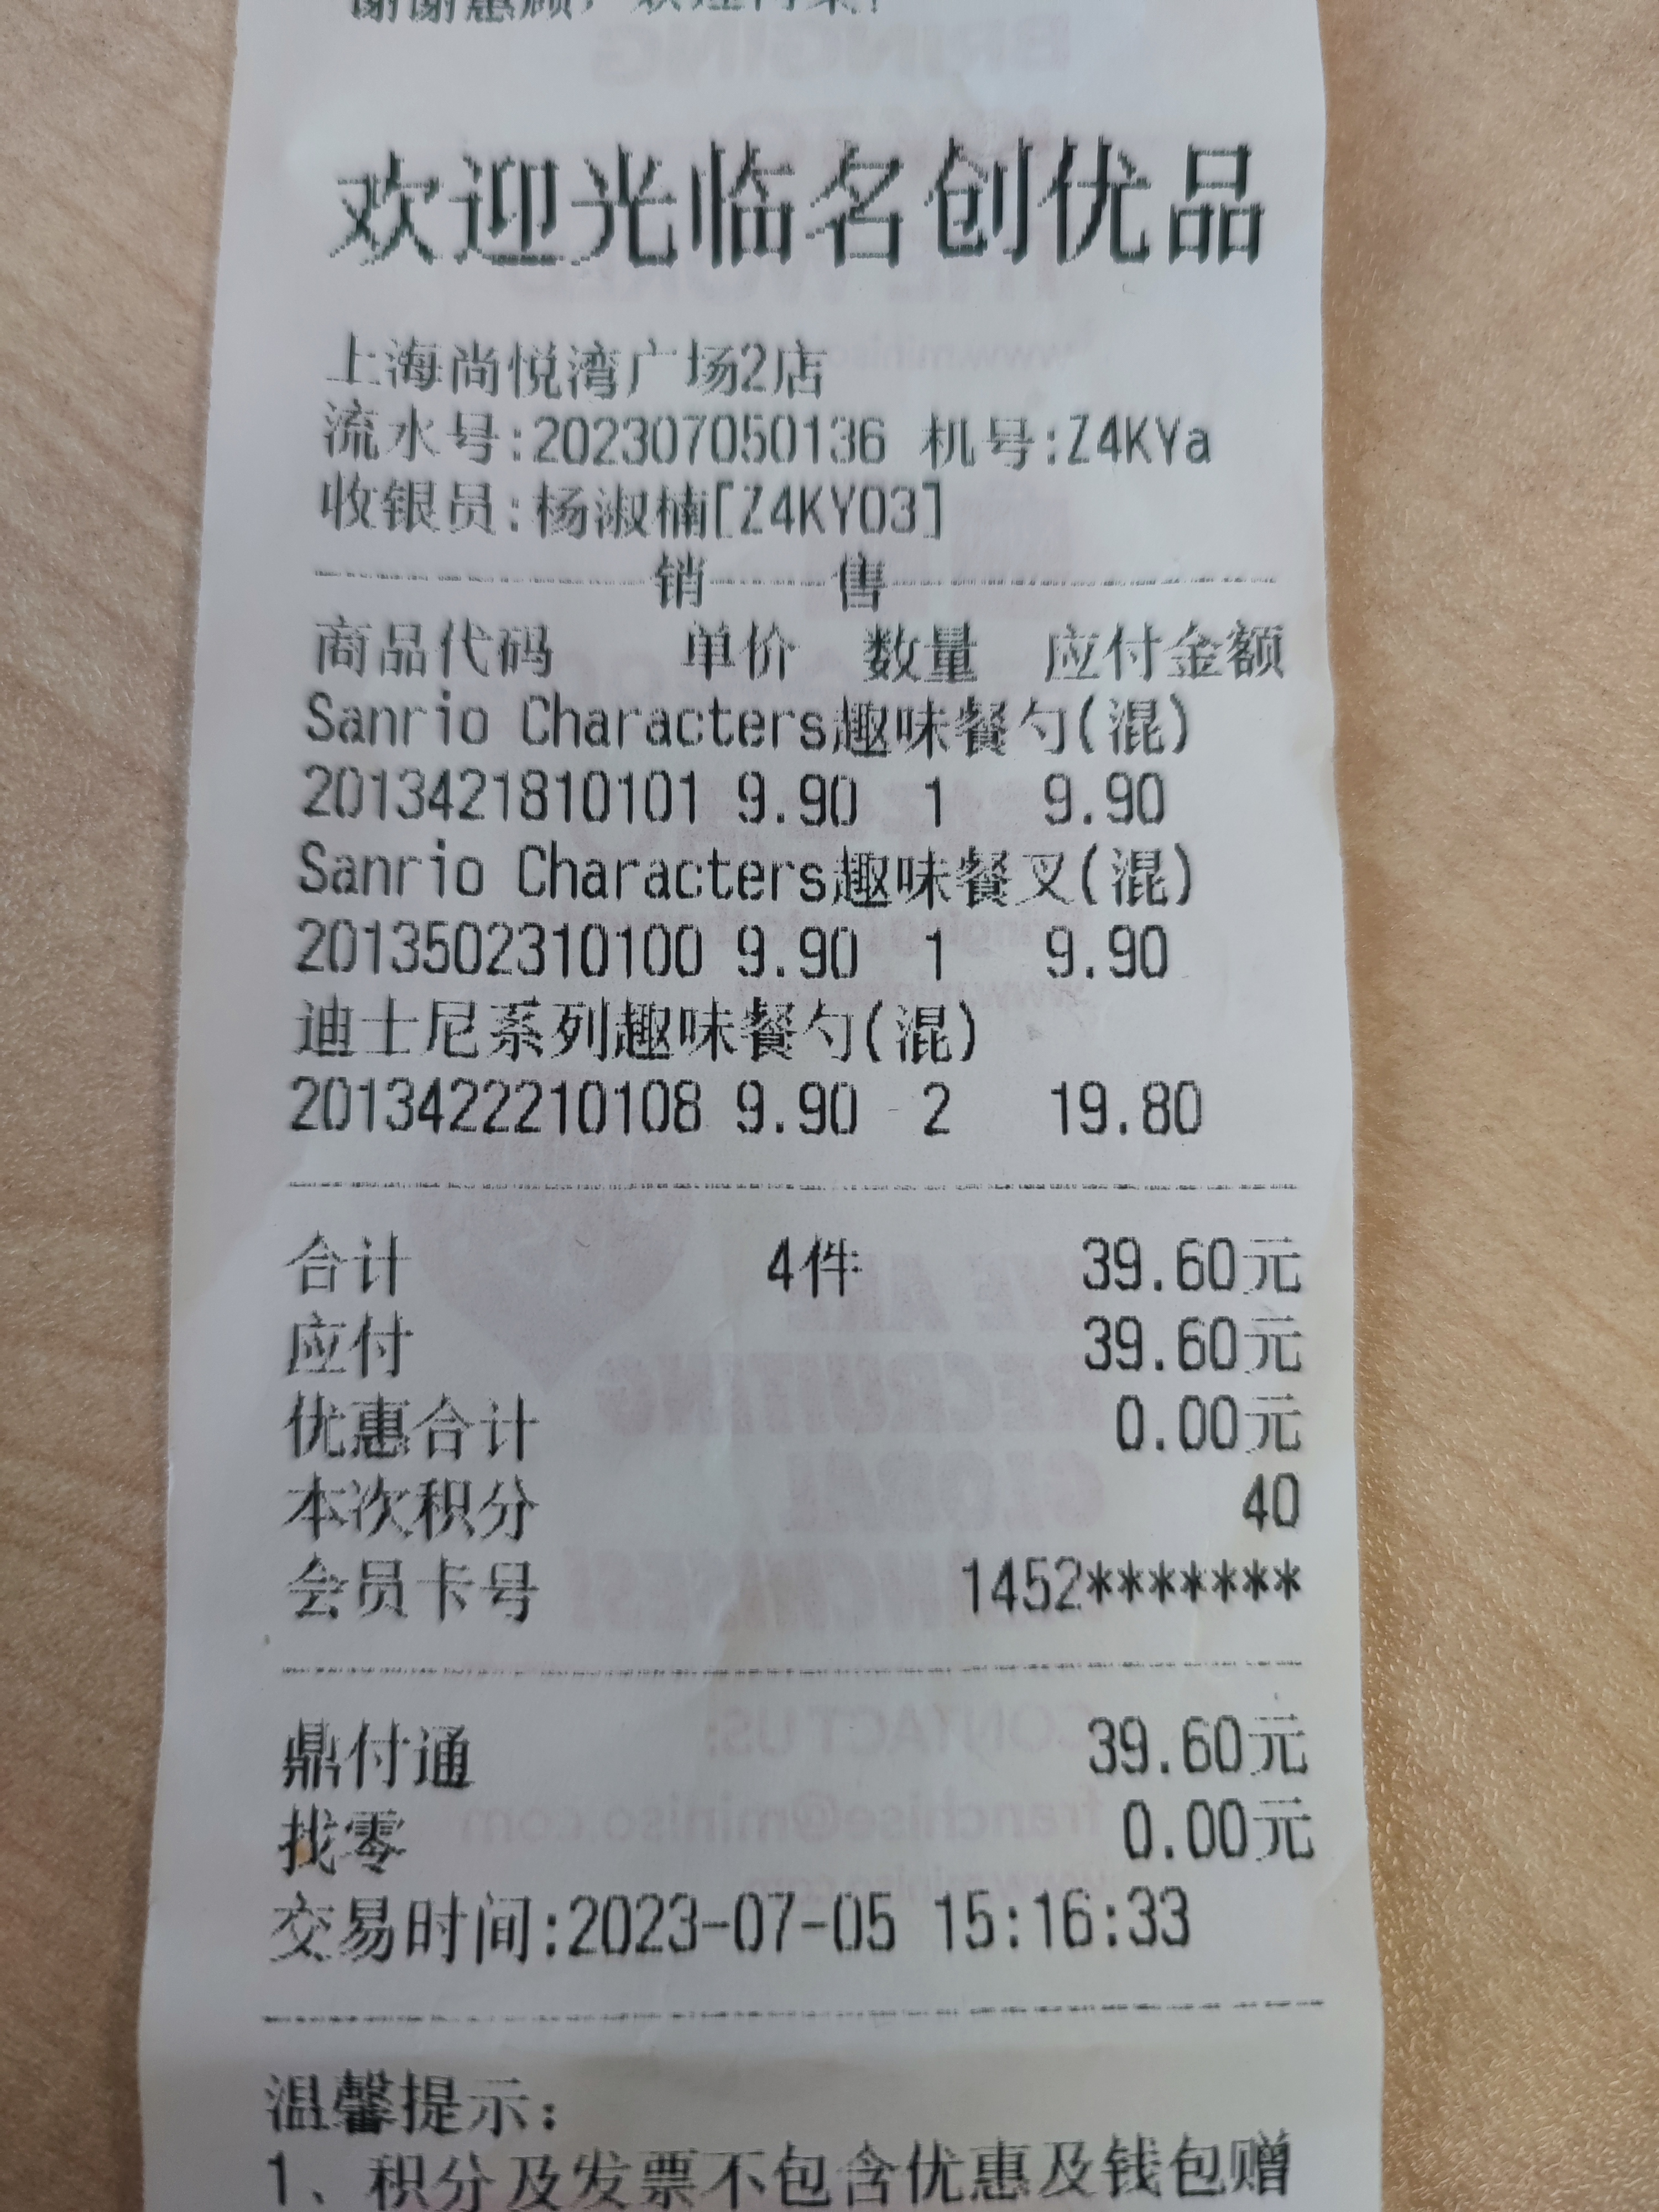 谢谢惠顾，欢迎再来！
欢迎光临名创优品
上海尚悦湾广场2店
流水号:202307050136 机号:Z4KYa
收银员:杨淑楠[Z4KY03]
销 售
商品代码 单价 数量 应付金额
Sanrio Characters趣味餐勺(混)
2013421810101 9.90 1 9.90
Sanrio Characters趣味餐叉(混)
2013502310100 9.90 1 9.90
迪士尼系列趣味餐勺(混)
2013422210108 9.90 2 19.80
合计 4件 39.60元
应付 39.60元
优惠合计 0.00元
本次积分 40
会员卡号 1452*******
鼎付通 39.60元
找零 0.00元
交易时间:2023-07-05 15:16:33
温馨提示:
1、积分及发票不包含优惠及钱包赠